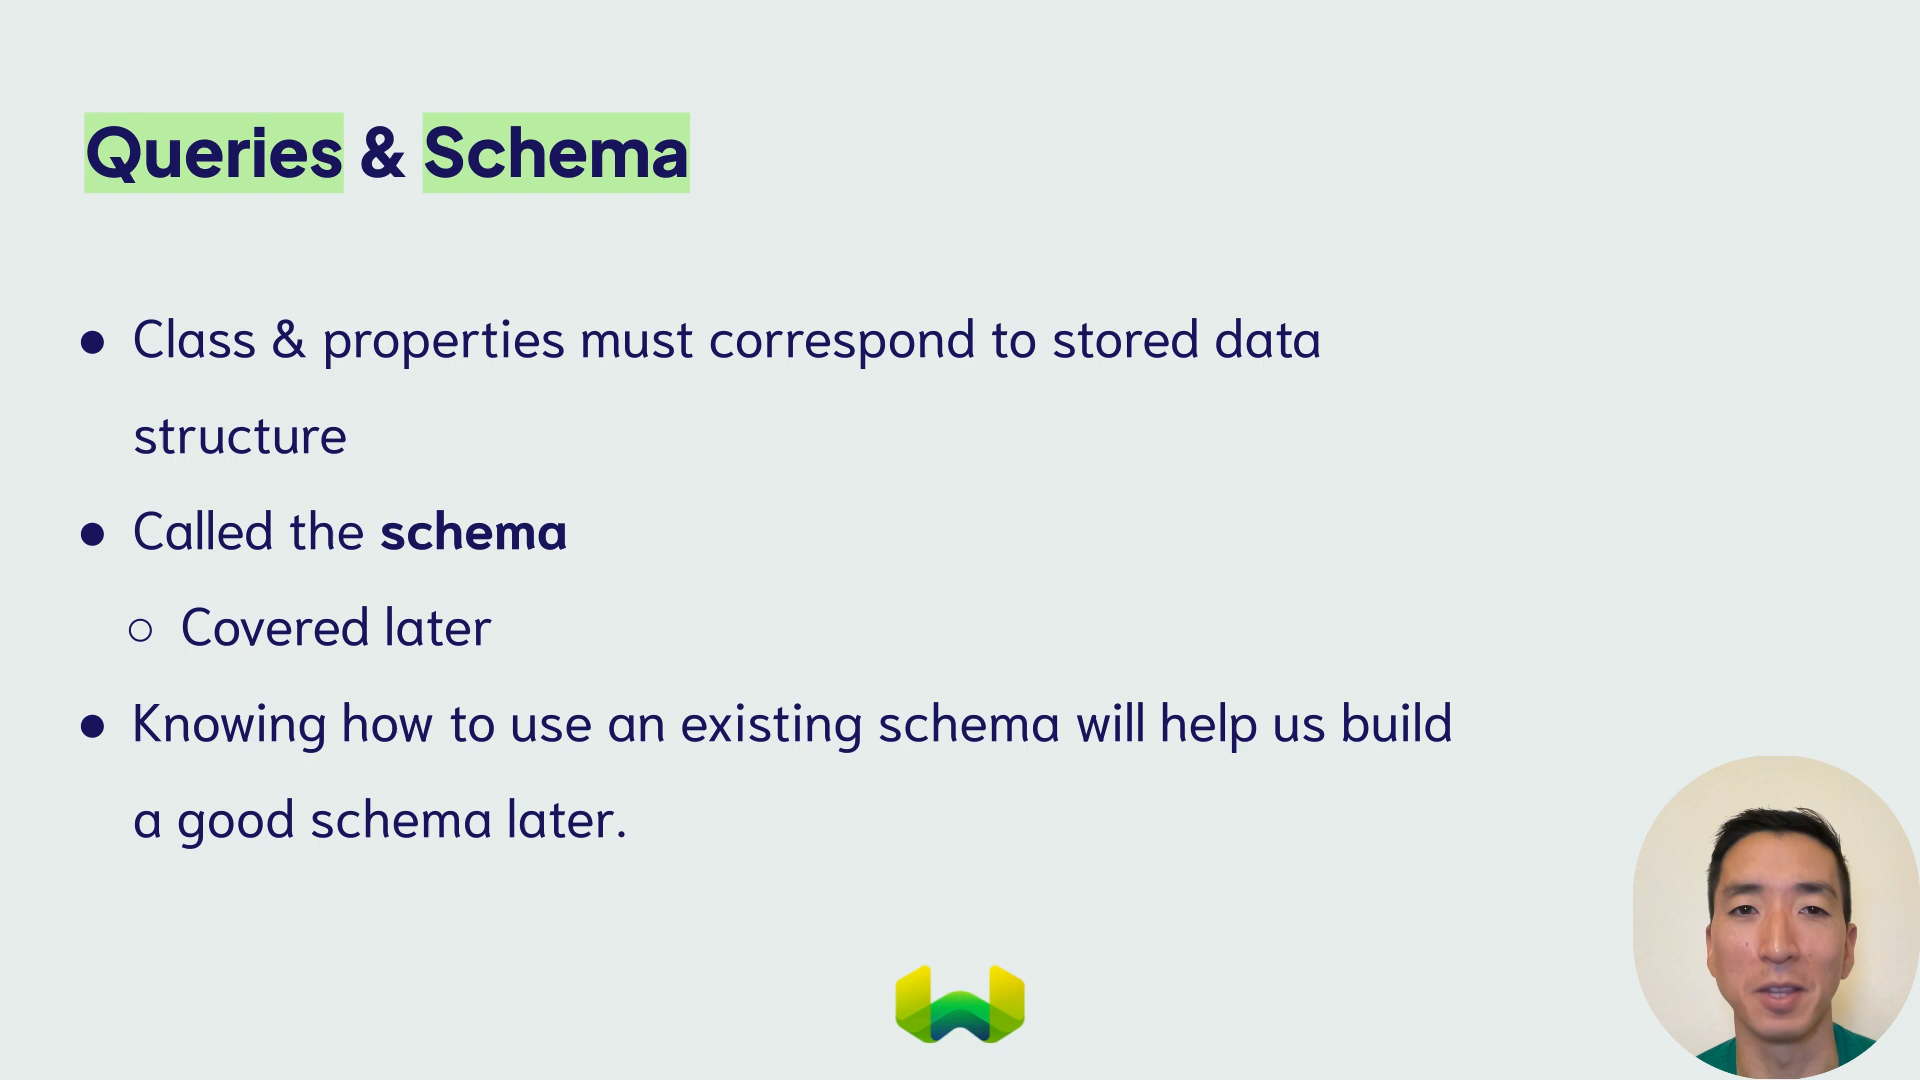 Queries & Schema
● Class & properties must correspond to stored data
structure
● Called the schema
○ Covered later
● Knowing how to use an existing schema will help us build
a good schema later.